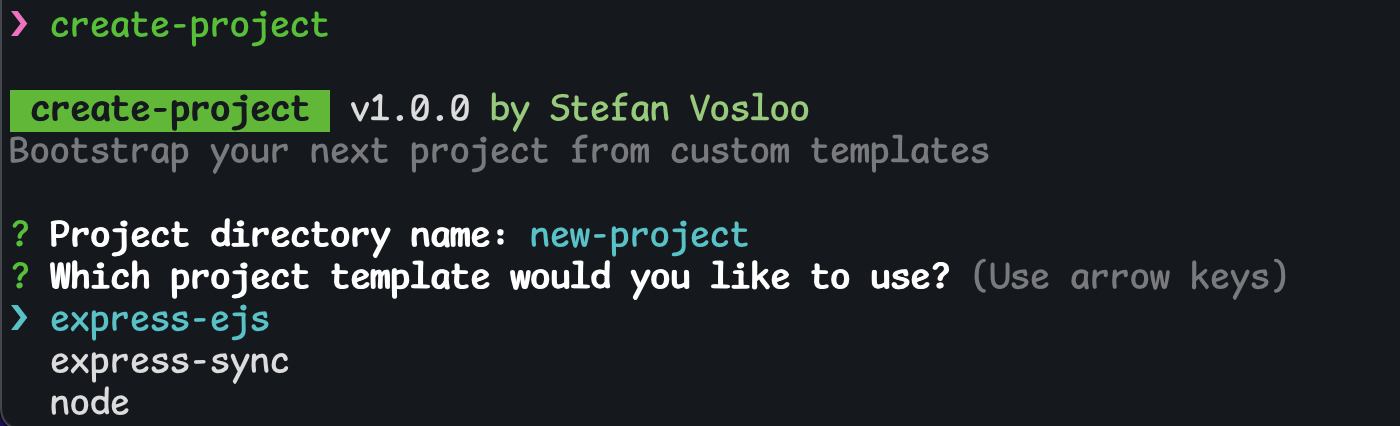 ❯ create-project
create-project v1.0.0 by Stefan Vosloo
Bootstrap your next project from custom templates
? Project directory name: new-project
? Which project template would you like to use? (Use arrow keys)
❯ express-ejs
express-sync
node